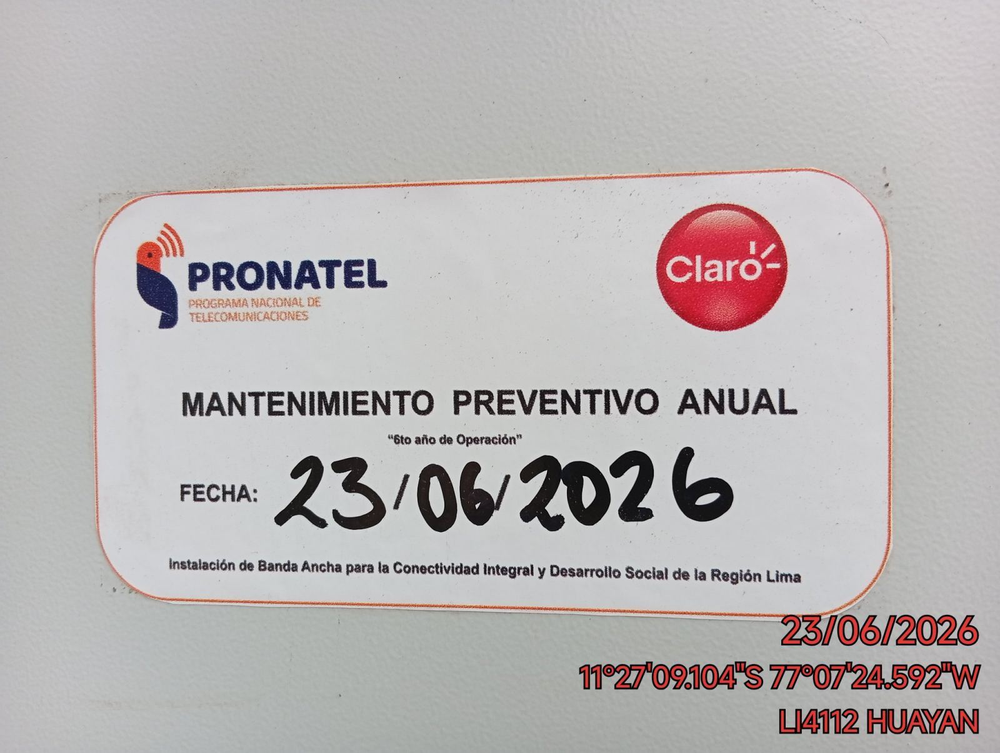 PRONATEL
PROGRAMA NACIONAL DE
TELECOMUNICACIONES
Claro
MANTENIMIENTO PREVENTIVO ANUAL
"6to año de Operación"
FECHA: 23/06/2026
Instalación de Banda Ancha para la Conectividad Integral y Desarrollo Social de la Región Lima
23/06/2026
11°27'09.104"S 77°07'24.592"W
LI4112 HUAYAN